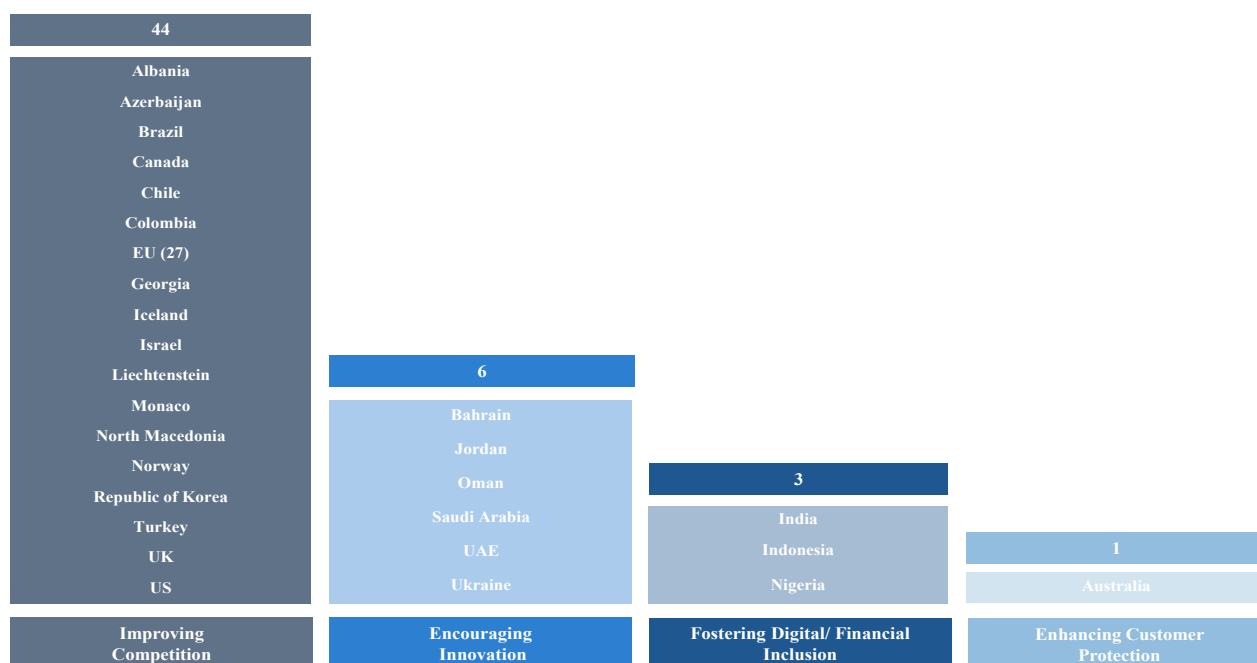 44
Albania
Azerbaijan
Brazil
Canada
Chile
Colombia
EU (27)
Georgia
Iceland
Israel
Liechtenstein
Monaco
North Macedonia
Norway
Republic of Korea
Turkey
UK
US
Improving
Competition
6
Bahrain
Jordan
Oman
Saudi Arabia
UAE
Ukraine
Encouraging
Innovation
3
India
Indonesia
Nigeria
Fostering Digital/ Financial
Inclusion
1
Australia
Enhancing Customer
Protection